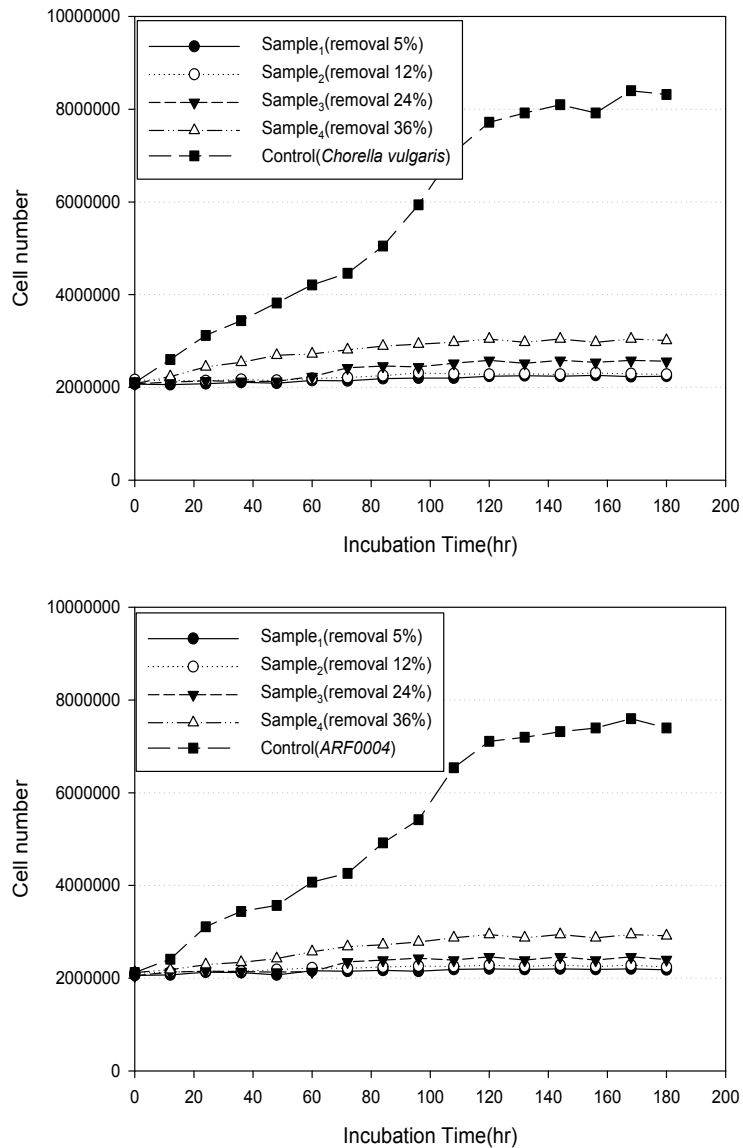 10000000
8000000
6000000
4000000
2000000
0
Cell number
Sample₁(removal 5%)
Sample₂(removal 12%)
Sample₃(removal 24%)
Sample₄(removal 36%)
Control(Chorella vulgaris)
0 20 40 60 80 100 120 140 160 180 200
Incubation Time(hr)
10000000
8000000
6000000
4000000
2000000
0
Cell number
Sample₁(removal 5%)
Sample₂(removal 12%)
Sample₃(removal 24%)
Sample₄(removal 36%)
Control(ARF0004)
0 20 40 60 80 100 120 140 160 180 200
Incubation Time(hr)